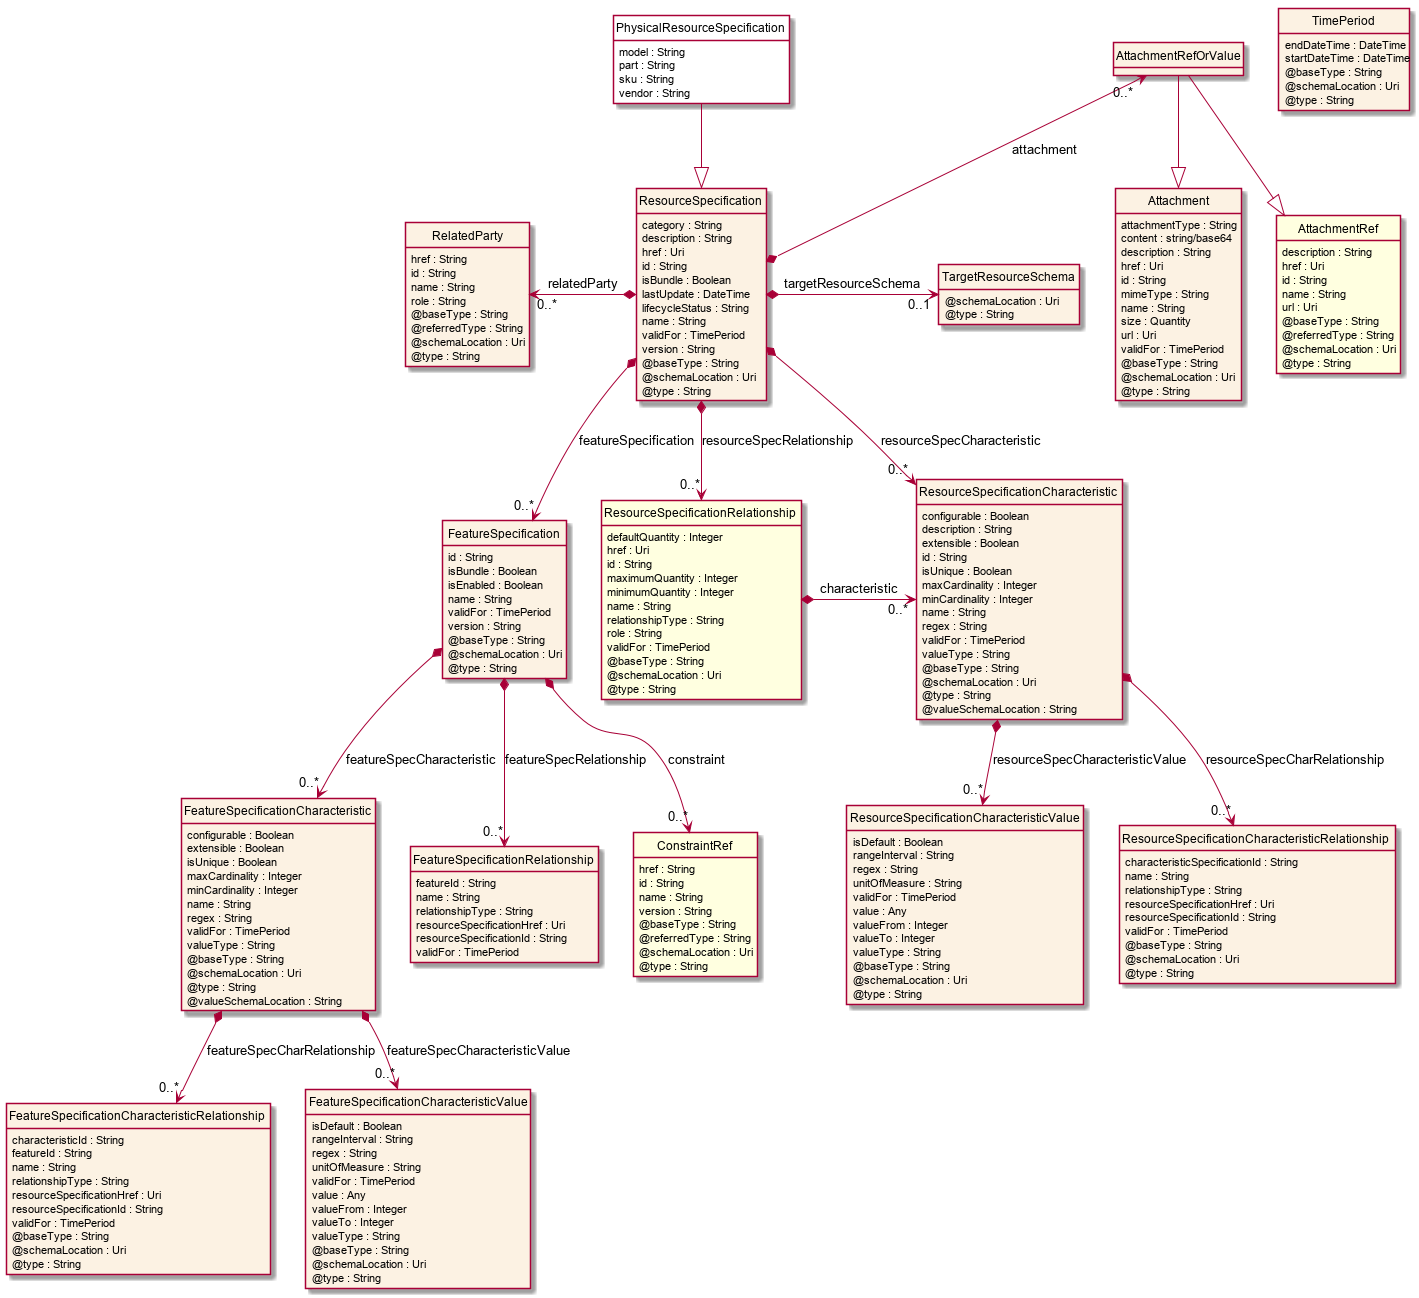 PhysicalResourceSpecification
model : String
part : String
sku : String
vendor : String
AttachmentRefOrValue
TimePeriod
endDateTime : DateTime
startDateTime : DateTime
@baseType : String
@schemaLocation : Uri
@type : String
0..*
attachment
ResourceSpecification
category : String
description : String
href : Uri
id : String
isBundle : Boolean
lastUpdate : DateTime
lifecycleStatus : String
name : String
validFor : TimePeriod
version : String
@baseType : String
@schemaLocation : Uri
@type : String
RelatedParty
href : String
id : String
name : String
role : String
@baseType : String
@referredType : String
@schemaLocation : Uri
@type : String
relatedParty
0..*
targetResourceSchema
0..1
TargetResourceSchema
@schemaLocation : Uri
@type : String
Attachment
attachmentType : String
content : string/base64
description : String
href : Uri
id : String
mimeType : String
name : String
size : Quantity
url : Uri
validFor : TimePeriod
@baseType : String
@schemaLocation : Uri
@type : String
AttachmentRef
description : String
href : Uri
id : String
name : String
url : Uri
@baseType : String
@referredType : String
@schemaLocation : Uri
@type : String
featureSpecification
0..*
resourceSpecRelationship
0..*
resourceSpecCharacteristic
0..*
FeatureSpecification
id : String
isBundle : Boolean
isEnabled : Boolean
name : String
validFor : TimePeriod
version : String
@baseType : String
@schemaLocation : Uri
@type : String
ResourceSpecificationRelationship
defaultQuantity : Integer
href : Uri
id : String
maximumQuantity : Integer
minimumQuantity : Integer
name : String
relationshipType : String
role : String
validFor : TimePeriod
@baseType : String
@schemaLocation : Uri
@type : String
characteristic
0..*
ResourceSpecificationCharacteristic
configurable : Boolean
description : String
extensible : Boolean
id : String
isUnique : Boolean
maxCardinality : Integer
minCardinality : Integer
name : String
regex : String
validFor : TimePeriod
valueType : String
@baseType : String
@schemaLocation : Uri
@type : String
@valueSchemaLocation : String
featureSpecCharacteristic
0..*
featureSpecRelationship
0..*
constraint
0..*
resourceSpecCharacteristicValue
0..*
resourceSpecCharRelationship
0..*
FeatureSpecificationCharacteristic
configurable : Boolean
extensible : Boolean
isUnique : Boolean
maxCardinality : Integer
minCardinality : Integer
name : String
regex : String
validFor : TimePeriod
valueType : String
@baseType : String
@schemaLocation : Uri
@type : String
@valueSchemaLocation : String
FeatureSpecificationRelationship
featureId : String
name : String
relationshipType : String
resourceSpecificationHref : Uri
resourceSpecificationId : String
validFor : TimePeriod
ConstraintRef
href : String
id : String
name : String
version : String
@baseType : String
@referredType : String
@schemaLocation : Uri
@type : String
ResourceSpecificationCharacteristicValue
isDefault : Boolean
rangeInterval : String
regex : String
unitOfMeasure : String
validFor : TimePeriod
value : Any
valueFrom : Integer
valueTo : Integer
valueType : String
@baseType : String
@schemaLocation : Uri
@type : String
ResourceSpecificationCharacteristicRelationship
characteristicSpecificationId : String
name : String
relationshipType : String
resourceSpecificationHref : Uri
resourceSpecificationId : String
validFor : TimePeriod
@baseType : String
@schemaLocation : Uri
@type : String
featureSpecCharRelationship
0..*
featureSpecCharacteristicValue
0..*
FeatureSpecificationCharacteristicRelationship
characteristicId : String
featureId : String
name : String
relationshipType : String
resourceSpecificationHref : Uri
resourceSpecificationId : String
validFor : TimePeriod
@baseType : String
@schemaLocation : Uri
@type : String
FeatureSpecificationCharacteristicValue
isDefault : Boolean
rangeInterval : String
regex : String
unitOfMeasure : String
validFor : TimePeriod
value : Any
valueFrom : Integer
valueTo : Integer
valueType : String
@baseType : String
@schemaLocation : Uri
@type : String